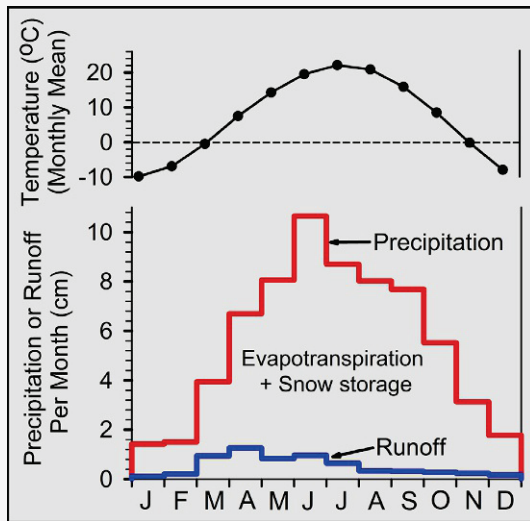 Temperature (ºC)
(Monthly Mean)
20
10
0
-10
Precipitation or Runoff
Per Month (cm)
10
8
6
4
2
0
Precipitation
Evapotranspiration
+ Snow storage
Runoff
J F M A M J J A S O N D